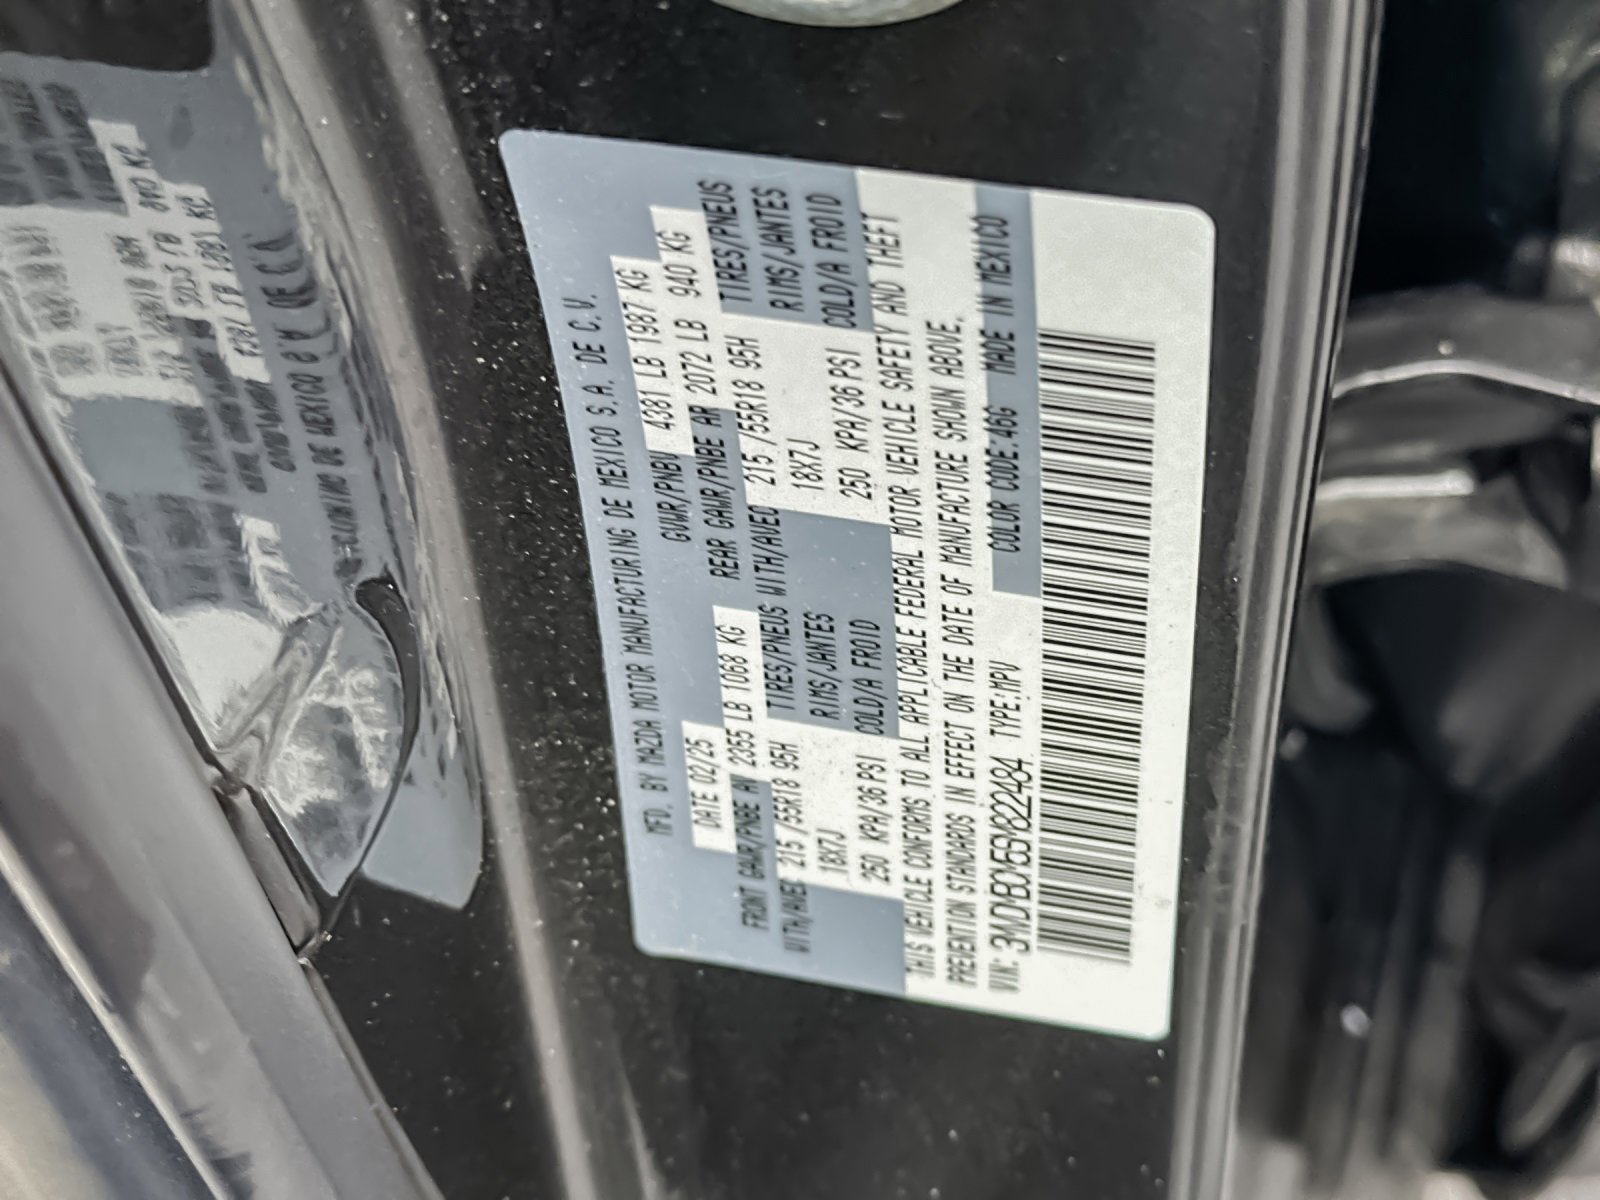 MFD. BY MAZDA MOTOR MANUFACTURING DE MEXICO S.A. DE C.V.
DATE 02/25 GVWR/PNBV 4381 LB 1987 KG
FRONT GAWR/PNBE AV 2355 LB 1068 KG REAR GAWR/PNBE AR 2072 LB 940 KG
WITH/AVEC 215 /55R18 95H TIRES/PNEUS WITH/AVEC 215 /55R18 95H TIRES/PNEUS
18X7J RIMS/JANTES 18X7J RIMS/JANTES
250 KPA/36 PSI COLD/A FROID 250 KPA/36 PSI COLD/A FROID
THIS VEHICLE CONFORMS TO ALL APPLICABLE FEDERAL MOTOR VEHICLE SAFETY AND THEFT
PREVENTION STANDARDS IN EFFECT ON THE DATE OF MANUFACTURE SHOWN ABOVE.
VIN: 3MVDMBDM5SM822484 TYPE:MPV COLOR CODE:46G MADE IN MEXICO